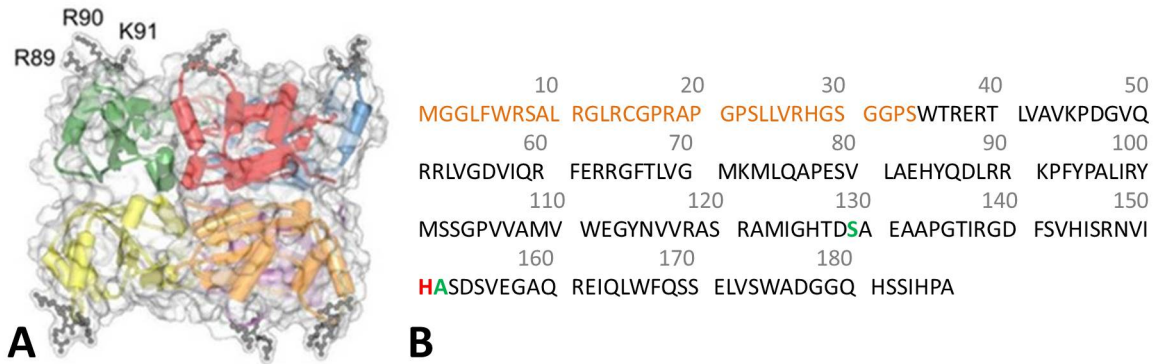 R90
K91
R89
A
10 20 30 40 50
MGGLFWRSAL RGLRCGPRAP GPSLLVRHGS GGPSWTRERT LVAVKPDGVQ
60 70 80 90 100
RRLVGDVIQR FERRGFTLVG MKMLQAPESV LAEHYQDLRR KPFYPALIRY
110 120 130 140 150
MSSGPVVAMV WEGYNVVRAS RAMIGHTDSA EAAPGTIRGD FSVHISRNVI
160 170 180
HASDSVEGAQ REIQLWFQSS ELVSWADGGQ HSSIHPA
B